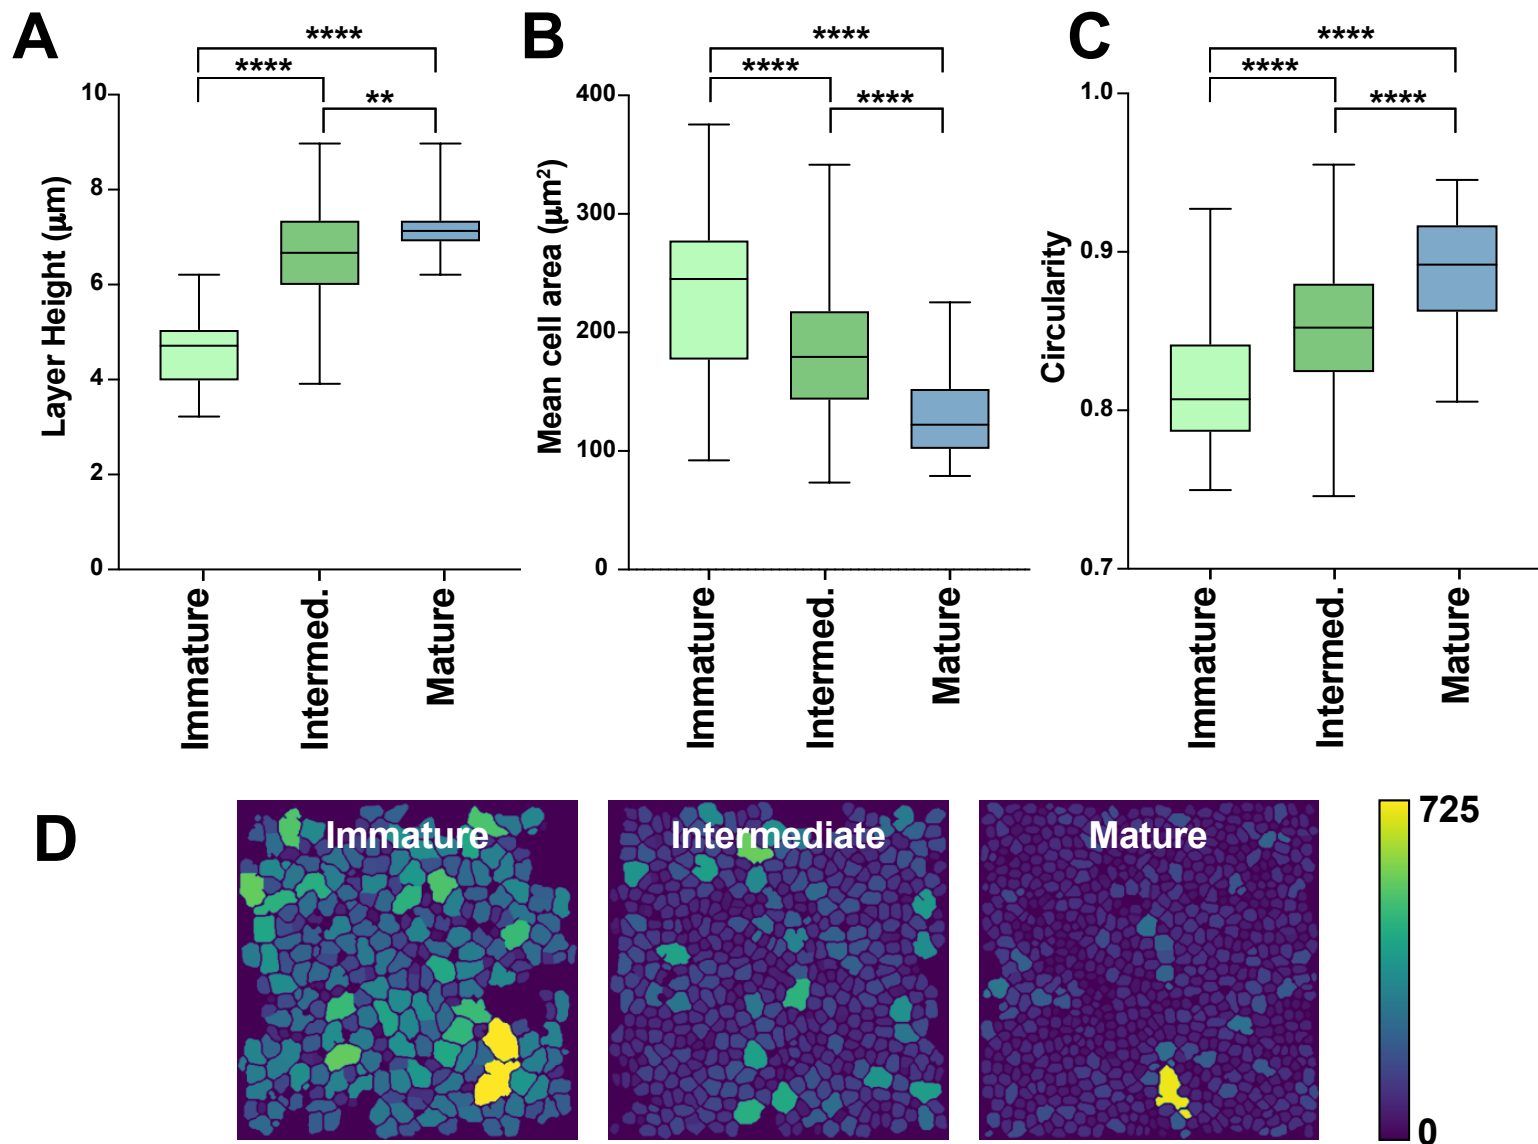 A
****
****
**
Layer Height (μm)
10
8
6
4
2
0
Immature
Intermed.
Mature
B
****
****
****
Mean cell area (μm²)
400
300
200
100
0
Immature
Intermed.
Mature
C
****
****
****
Circularity
1.0
0.9
0.8
0.7
Immature
Intermed.
Mature
D
Immature
Intermediate
Mature
725
0